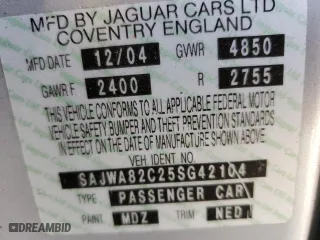 MFD BY JAGUAR CARS LTD
COVENTRY ENGLAND
MFD DATE 12/04 GVWR 4850
GAWR F 2400 R 2755
THIS VEHICLE CONFORMS TO ALL APPLICABLE FEDERAL MOTOR
VEHICLE SAFETY BUMPER AND THEFT PREVENTION STANDARDS
IN EFFECT ON THE DATE OF MANUFACTURE SHOWN ABOVE
VEH IDENT NO.
SAJWA82C25SG42104
TYPE PASSENGER CAR
PAINT MDZ TRIM NED
DREAMBID